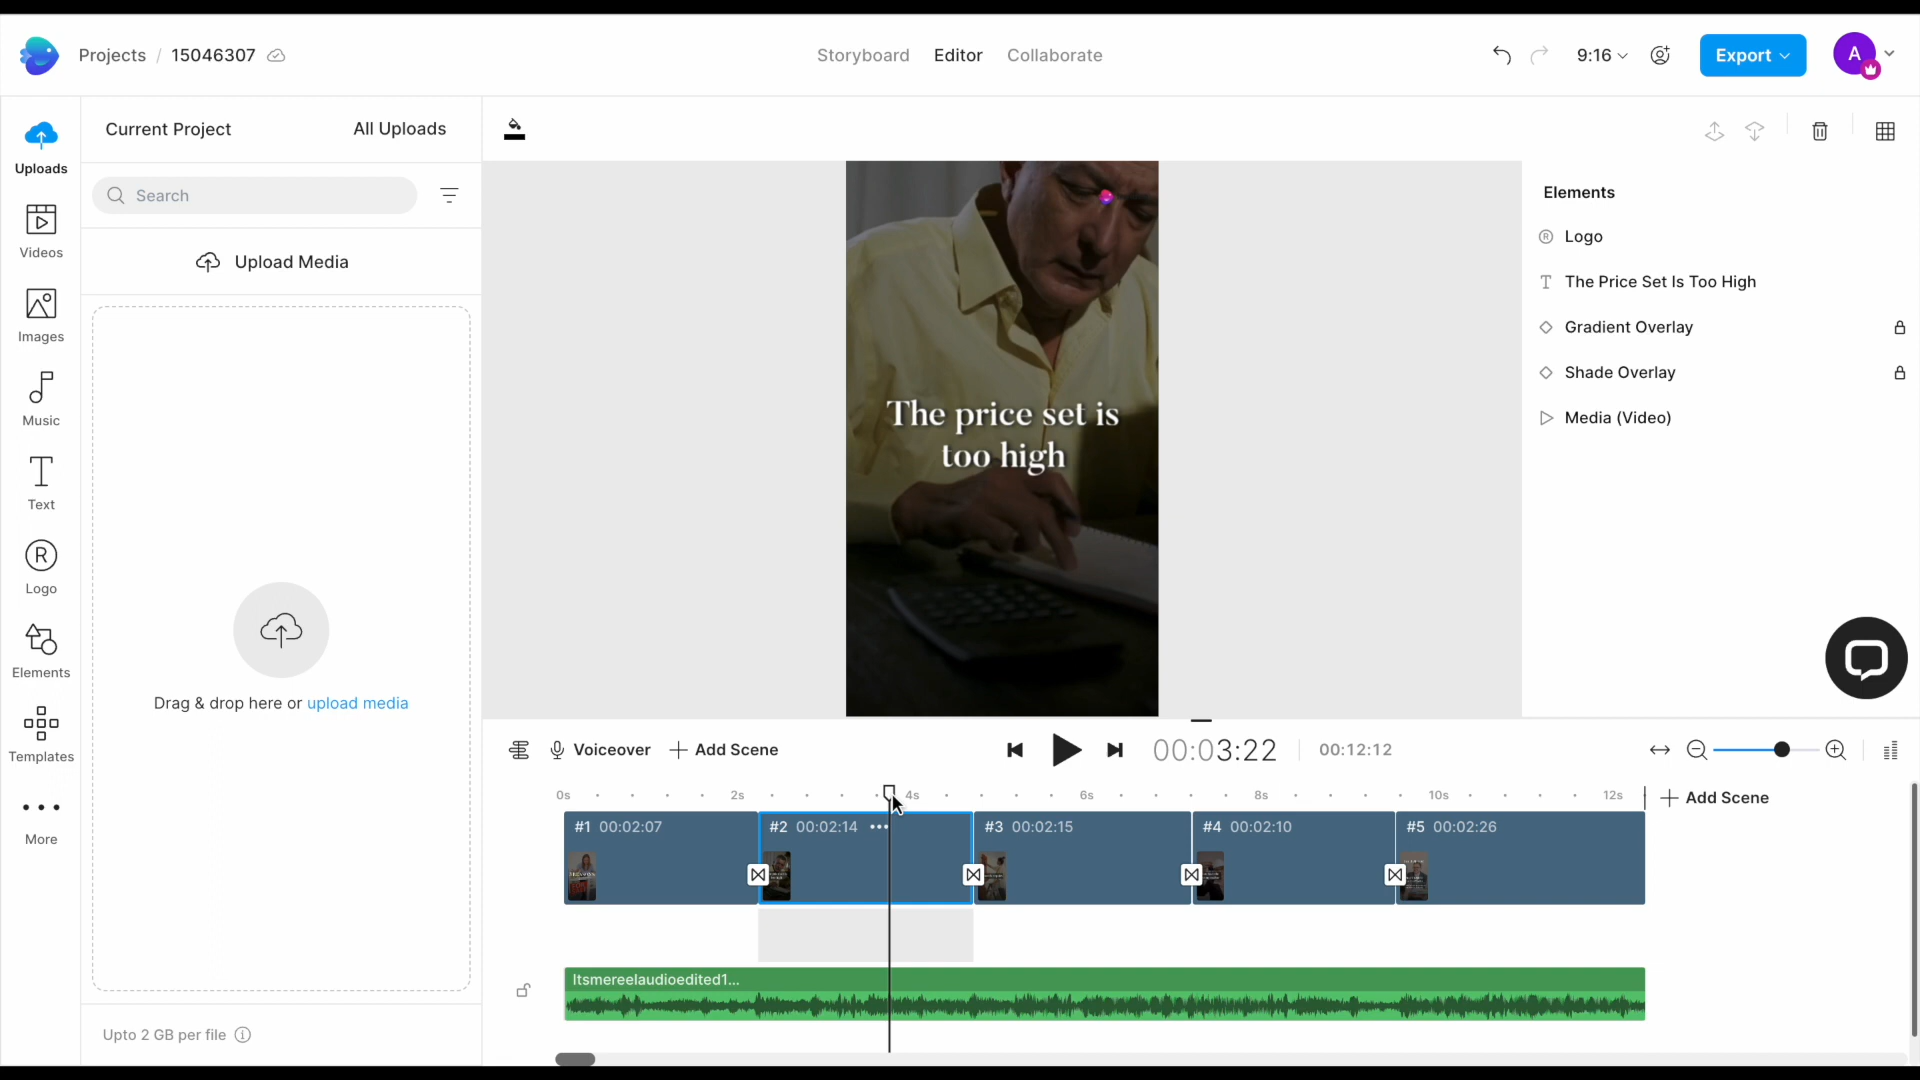 Projects / 15046307
Storyboard Editor Collaborate
9:16
Export
A
Uploads
Videos
Images
Music
Text
R
Logo
Elements
Templates
More
Current Project All Uploads
Search
Upload Media
Drag & drop here or upload media
Upto 2 GB per file
The price set is
too high
Elements
Logo
The Price Set Is Too High
Gradient Overlay
Shade Overlay
Media (Video)
Voiceover
Add Scene
00:03:22
00:12:12
0s 2s 4s 6s 8s 10s 12s
Add Scene
#1 00:02:07
#2 00:02:14
#3 00:02:15
#4 00:02:10
#5 00:02:26
Itsmereelaudioedited1...